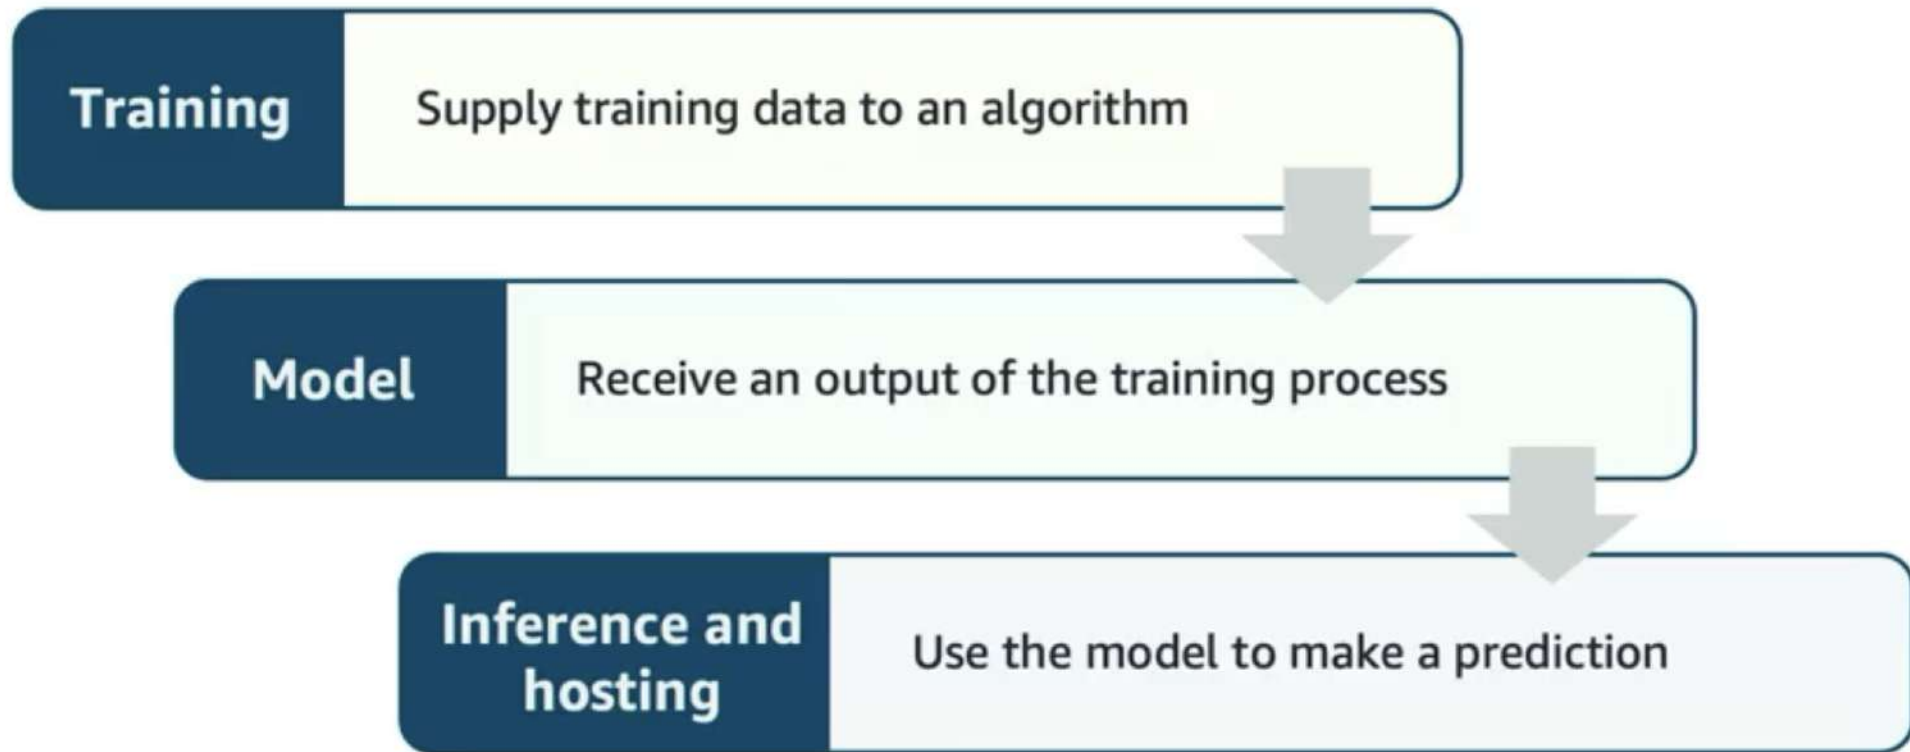 Training
Supply training data to an algorithm
Model
Receive an output of the training process
Inference and
hosting
Use the model to make a prediction